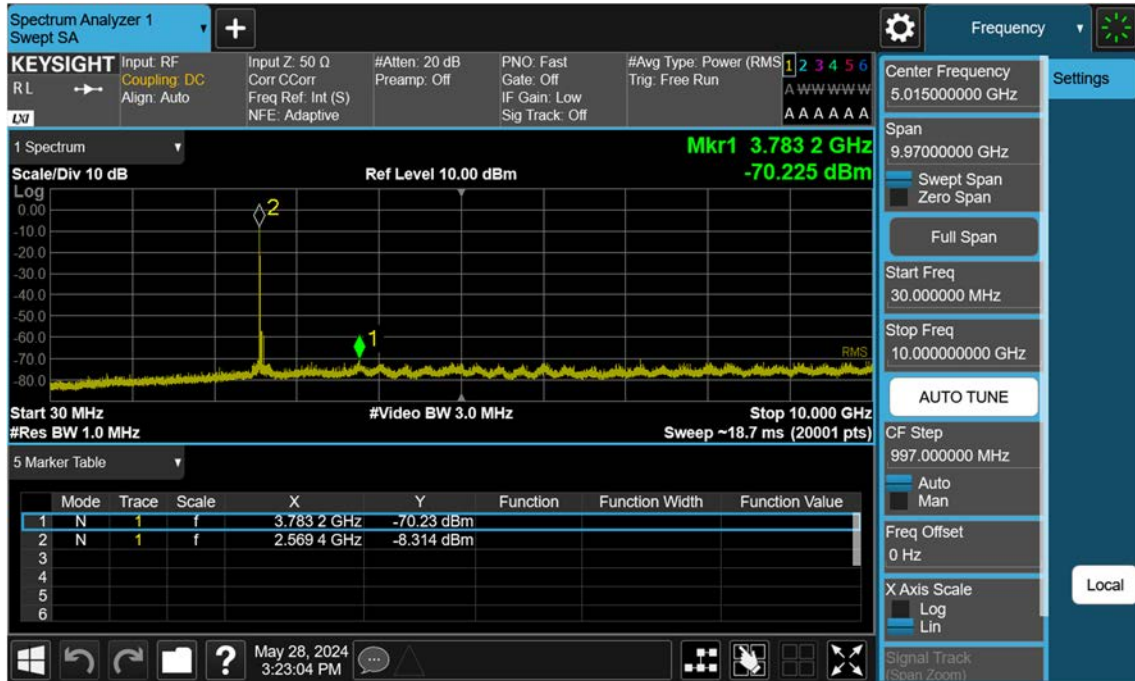 Spectrum Analyzer 1
Swept SA
+
Frequency
KEYSIGHT
R L
LXI
Input: RF
Coupling: DC
Align: Auto
Input Z: 50 Ω
Corr CCorr
Freq Ref: Int (S)
NFE: Adaptive
#Atten: 20 dB
Preamp: Off
PNO: Fast
Gate: Off
IF Gain: Low
Sig Track: Off
#Avg Type: Power (RMS
Trig: Free Run
1 2 3 4 5 6
A W W W W W
A A A A A A
1 Spectrum
Mkr1 3.783 2 GHz
-70.225 dBm
Scale/Div 10 dB
Ref Level 10.00 dBm
Log
0.00
-10.0
-20.0
-30.0
-40.0
-50.0
-60.0
-70.0
-80.0
2
1
RMS
Start 30 MHz
#Video BW 3.0 MHz
Stop 10.000 GHz
#Res BW 1.0 MHz
Sweep ~18.7 ms (20001 pts)
5 Marker Table
Mode Trace Scale X Y Function Function Width Function Value
1 N 1 f 3.783 2 GHz -70.23 dBm
2 N 1 f 2.569 4 GHz -8.314 dBm
3
4
5
6
?
May 28, 2024
3:23:04 PM
Center Frequency
5.015000000 GHz
Settings
Span
9.97000000 GHz
Swept Span
Zero Span
Full Span
Start Freq
30.000000 MHz
Stop Freq
10.000000000 GHz
AUTO TUNE
CF Step
997.000000 MHz
Auto
Man
Freq Offset
0 Hz
X Axis Scale
Log
Lin
Local
Signal Track
(Span Zoom)